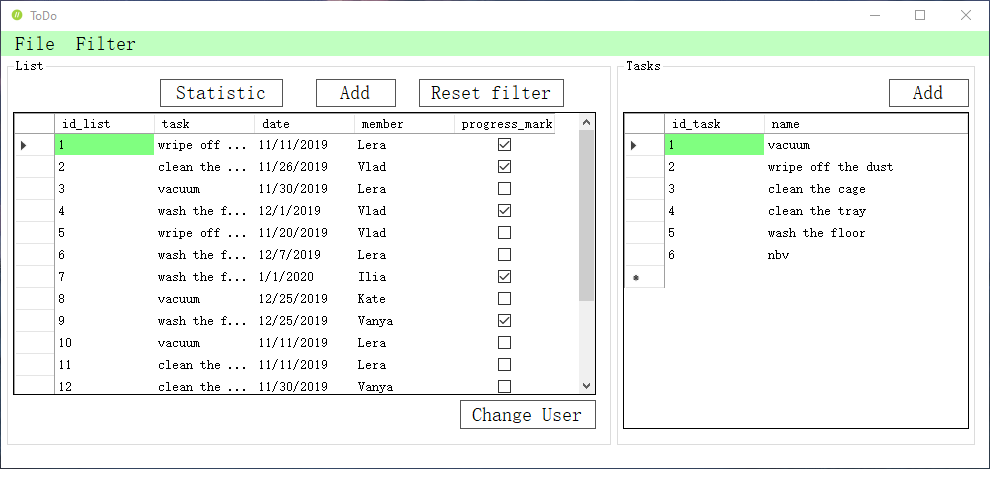 ToDo
File Filter
List
Statistic Add Reset filter
id_list task date member progress_mark
1 wripe off ... 11/11/2019 Lera
2 clean the ... 11/26/2019 Vlad
3 vacuum 11/30/2019 Lera
4 wash the f... 12/1/2019 Vlad
5 wripe off ... 11/20/2019 Vlad
6 wash the f... 12/7/2019 Lera
7 wash the f... 1/1/2020 Ilia
8 vacuum 12/25/2019 Kate
9 wash the f... 12/25/2019 Vanya
10 vacuum 11/11/2019 Lera
11 clean the ... 11/11/2019 Lera
12 clean the ... 11/30/2019 Vanya
Change User
Tasks
Add
id_task name
1 vacuum
2 wripe off the dust
3 clean the cage
4 clean the tray
5 wash the floor
6 nbv